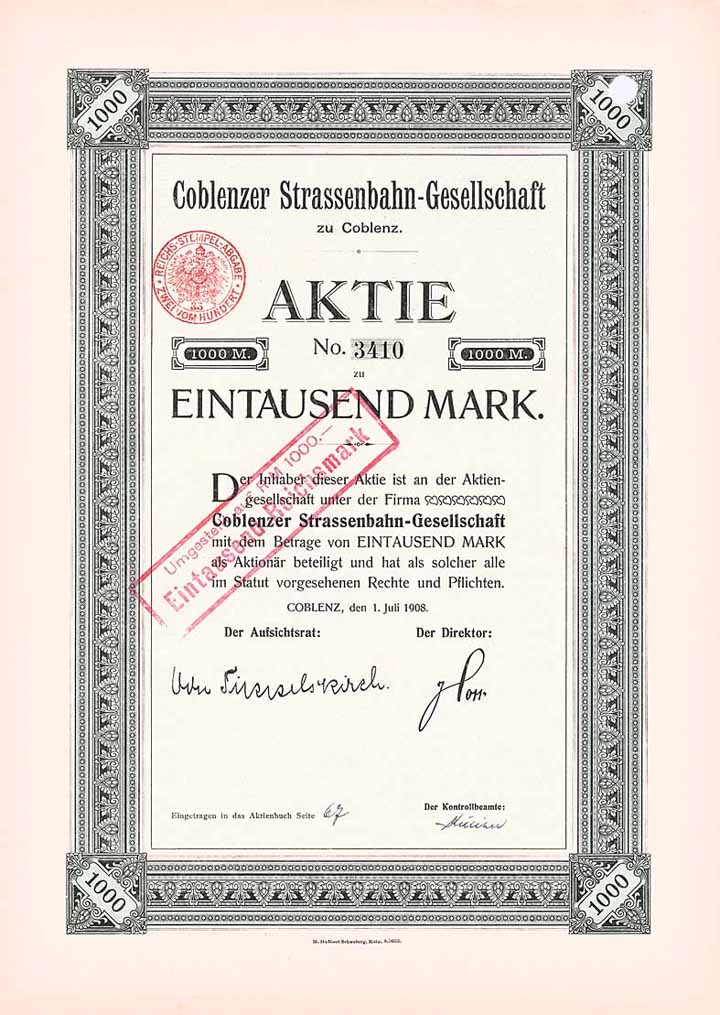 1000
1000
Coblenzer Strassenbahn-Gesellschaft
zu Coblenz.
REICHS-STEMPEL-ABGABE
ZWEI VOM HUNDERT
AKTIE
1000 M.
No. 3410
1000 M.
zu
EINTAUSEND MARK.
Umgestellt auf RM 1000.—
Eintausend Reichsmark
Der Inhaber dieser Aktie ist an der Aktien-
gesellschaft unter der Firma
Coblenzer Strassenbahn-Gesellschaft
mit dem Betrage von EINTAUSEND MARK
als Aktionär beteiligt und hat als solcher alle
im Statut vorgesehenen Rechte und Pflichten.
COBLENZ, den 1. Juli 1908.
Der Aufsichtsrat:
Der Direktor:
Eingetragen in das Aktienbuch Seite 67
Der Kontrollbeamte:
1000
1000
M. DuMont Schauberg, Köln.